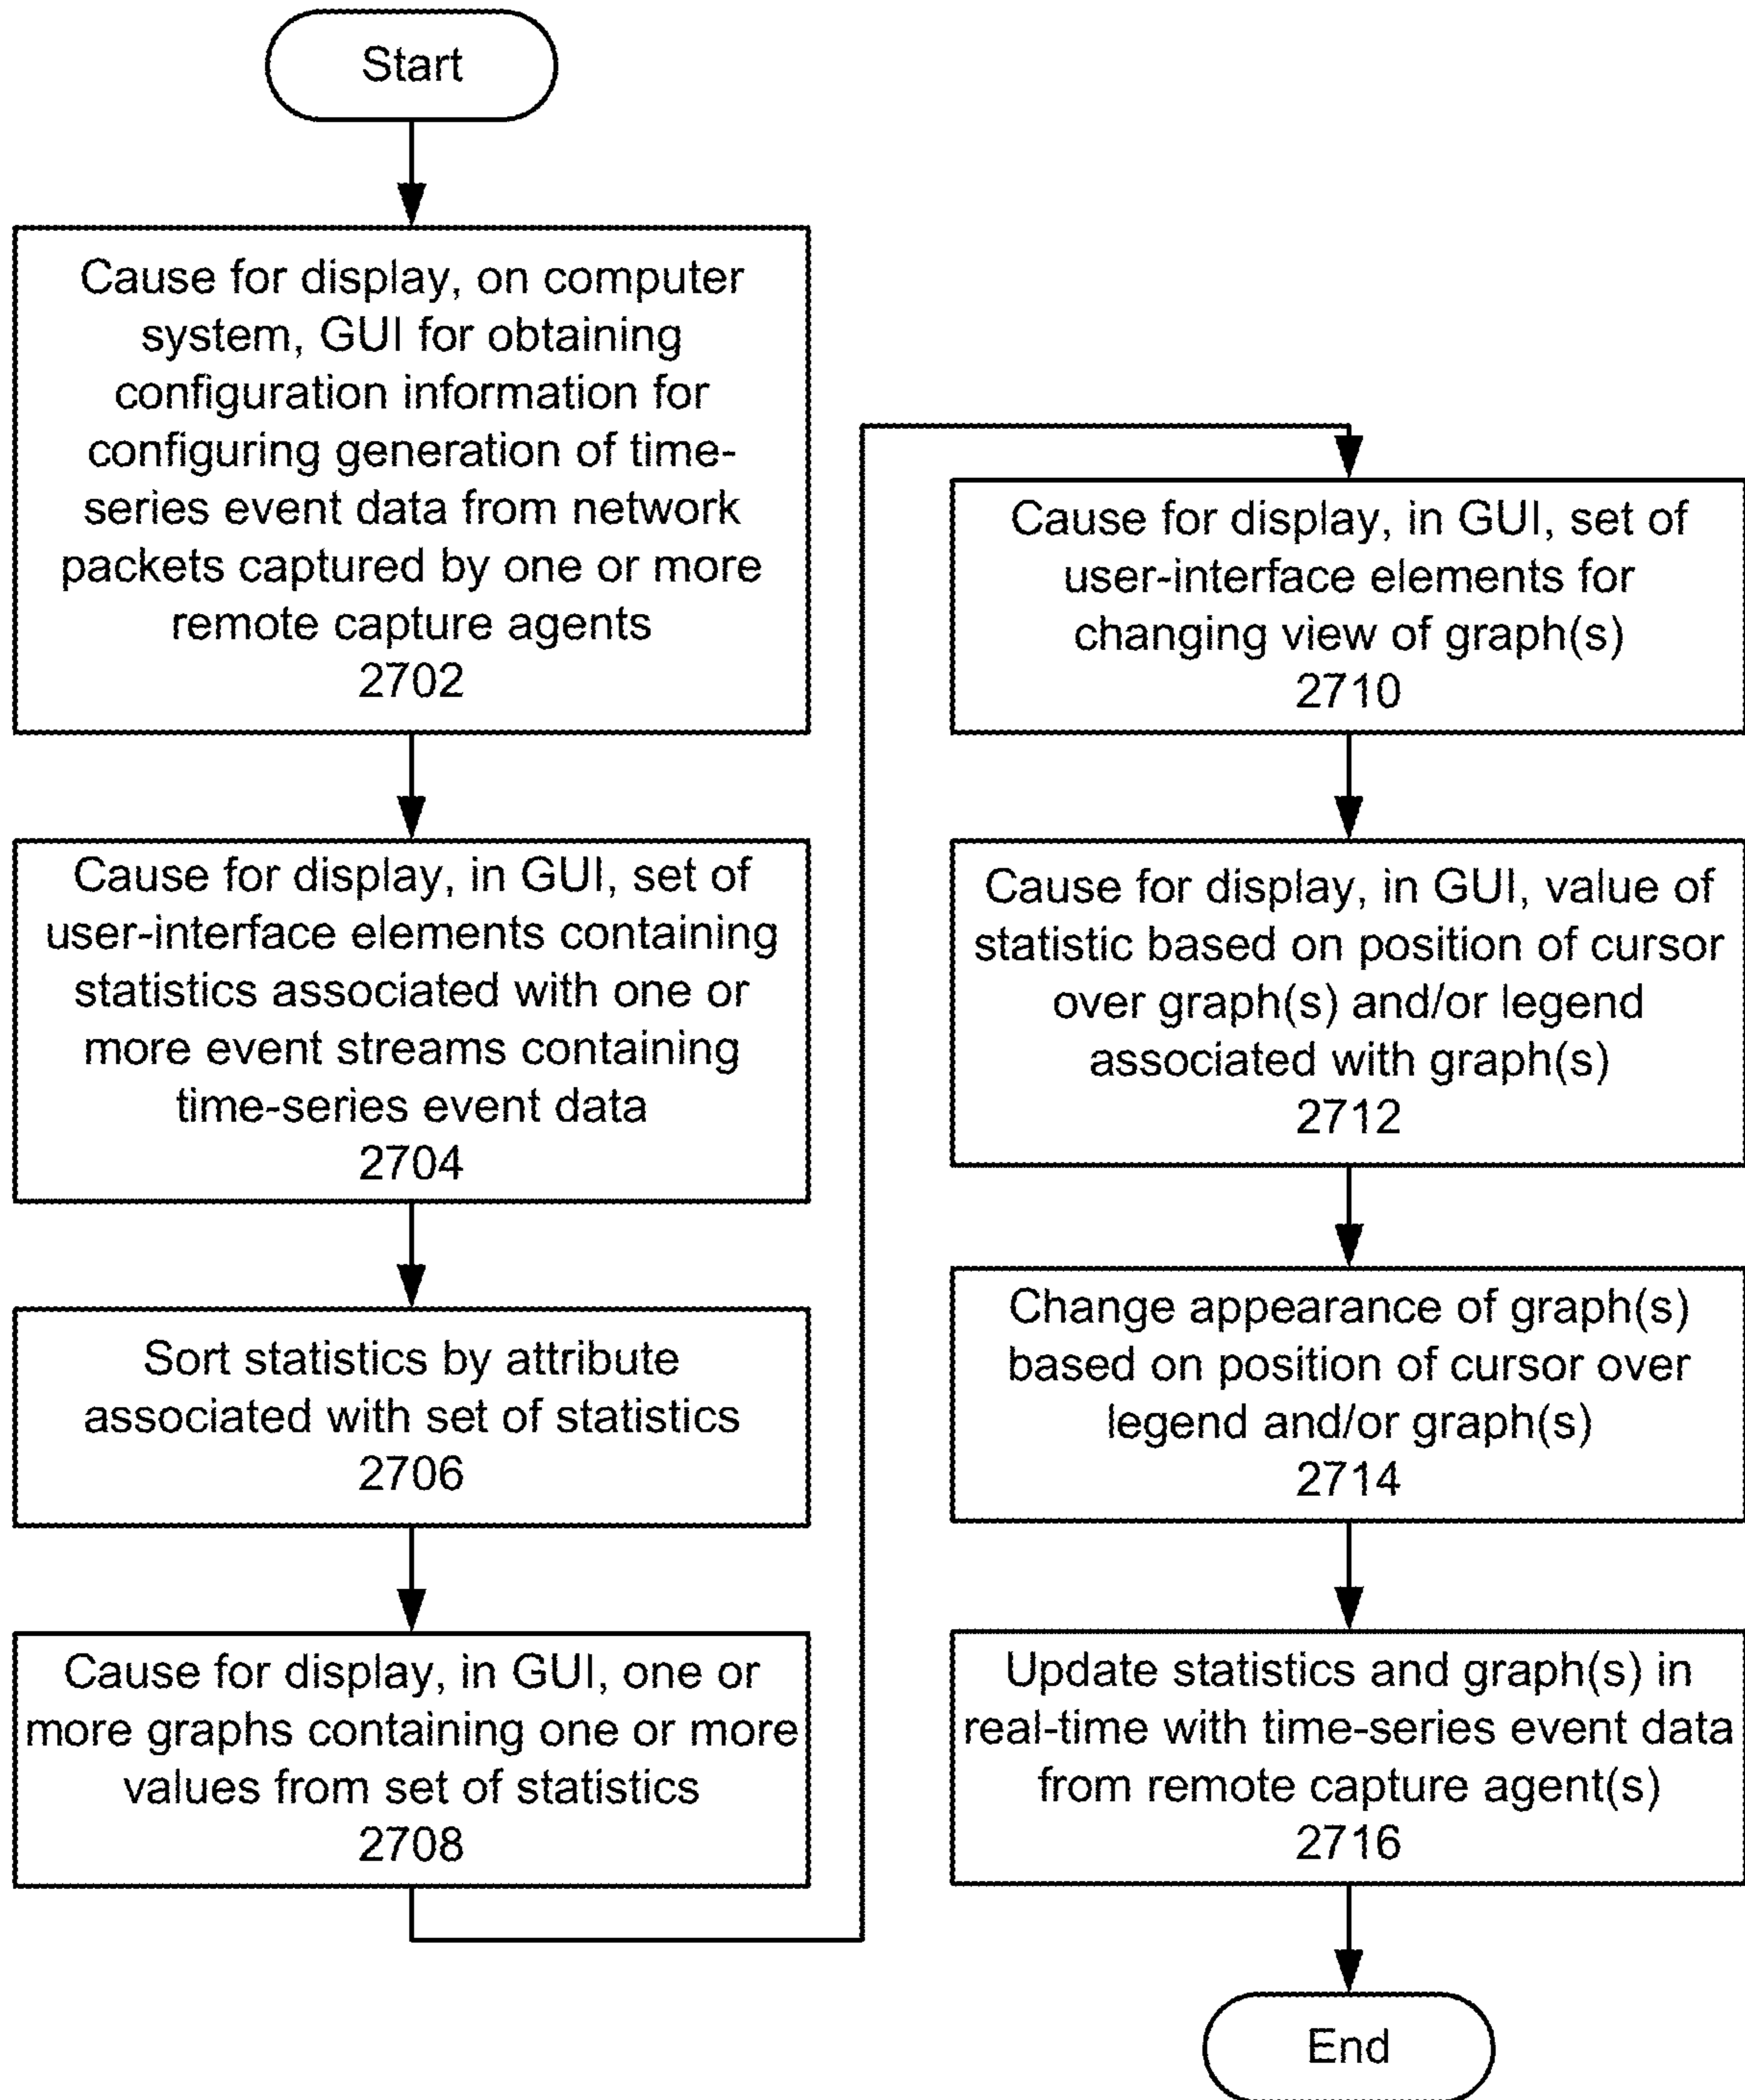 Start
Cause for display, on computer
system, GUI for obtaining
configuration information for
configuring generation of time-
series event data from network
packets captured by one or more
remote capture agents
2702
Cause for display, in GUI, set of
user-interface elements containing
statistics associated with one or
more event streams containing
time-series event data
2704
Sort statistics by attribute
associated with set of statistics
2706
Cause for display, in GUI, one or
more graphs containing one or more
values from set of statistics
2708
Cause for display, in GUI, set of
user-interface elements for
changing view of graph(s)
2710
Cause for display, in GUI, value of
statistic based on position of cursor
over graph(s) and/or legend
associated with graph(s)
2712
Change appearance of graph(s)
based on position of cursor over
legend and/or graph(s)
2714
Update statistics and graph(s) in
real-time with time-series event data
from remote capture agent(s)
2716
End